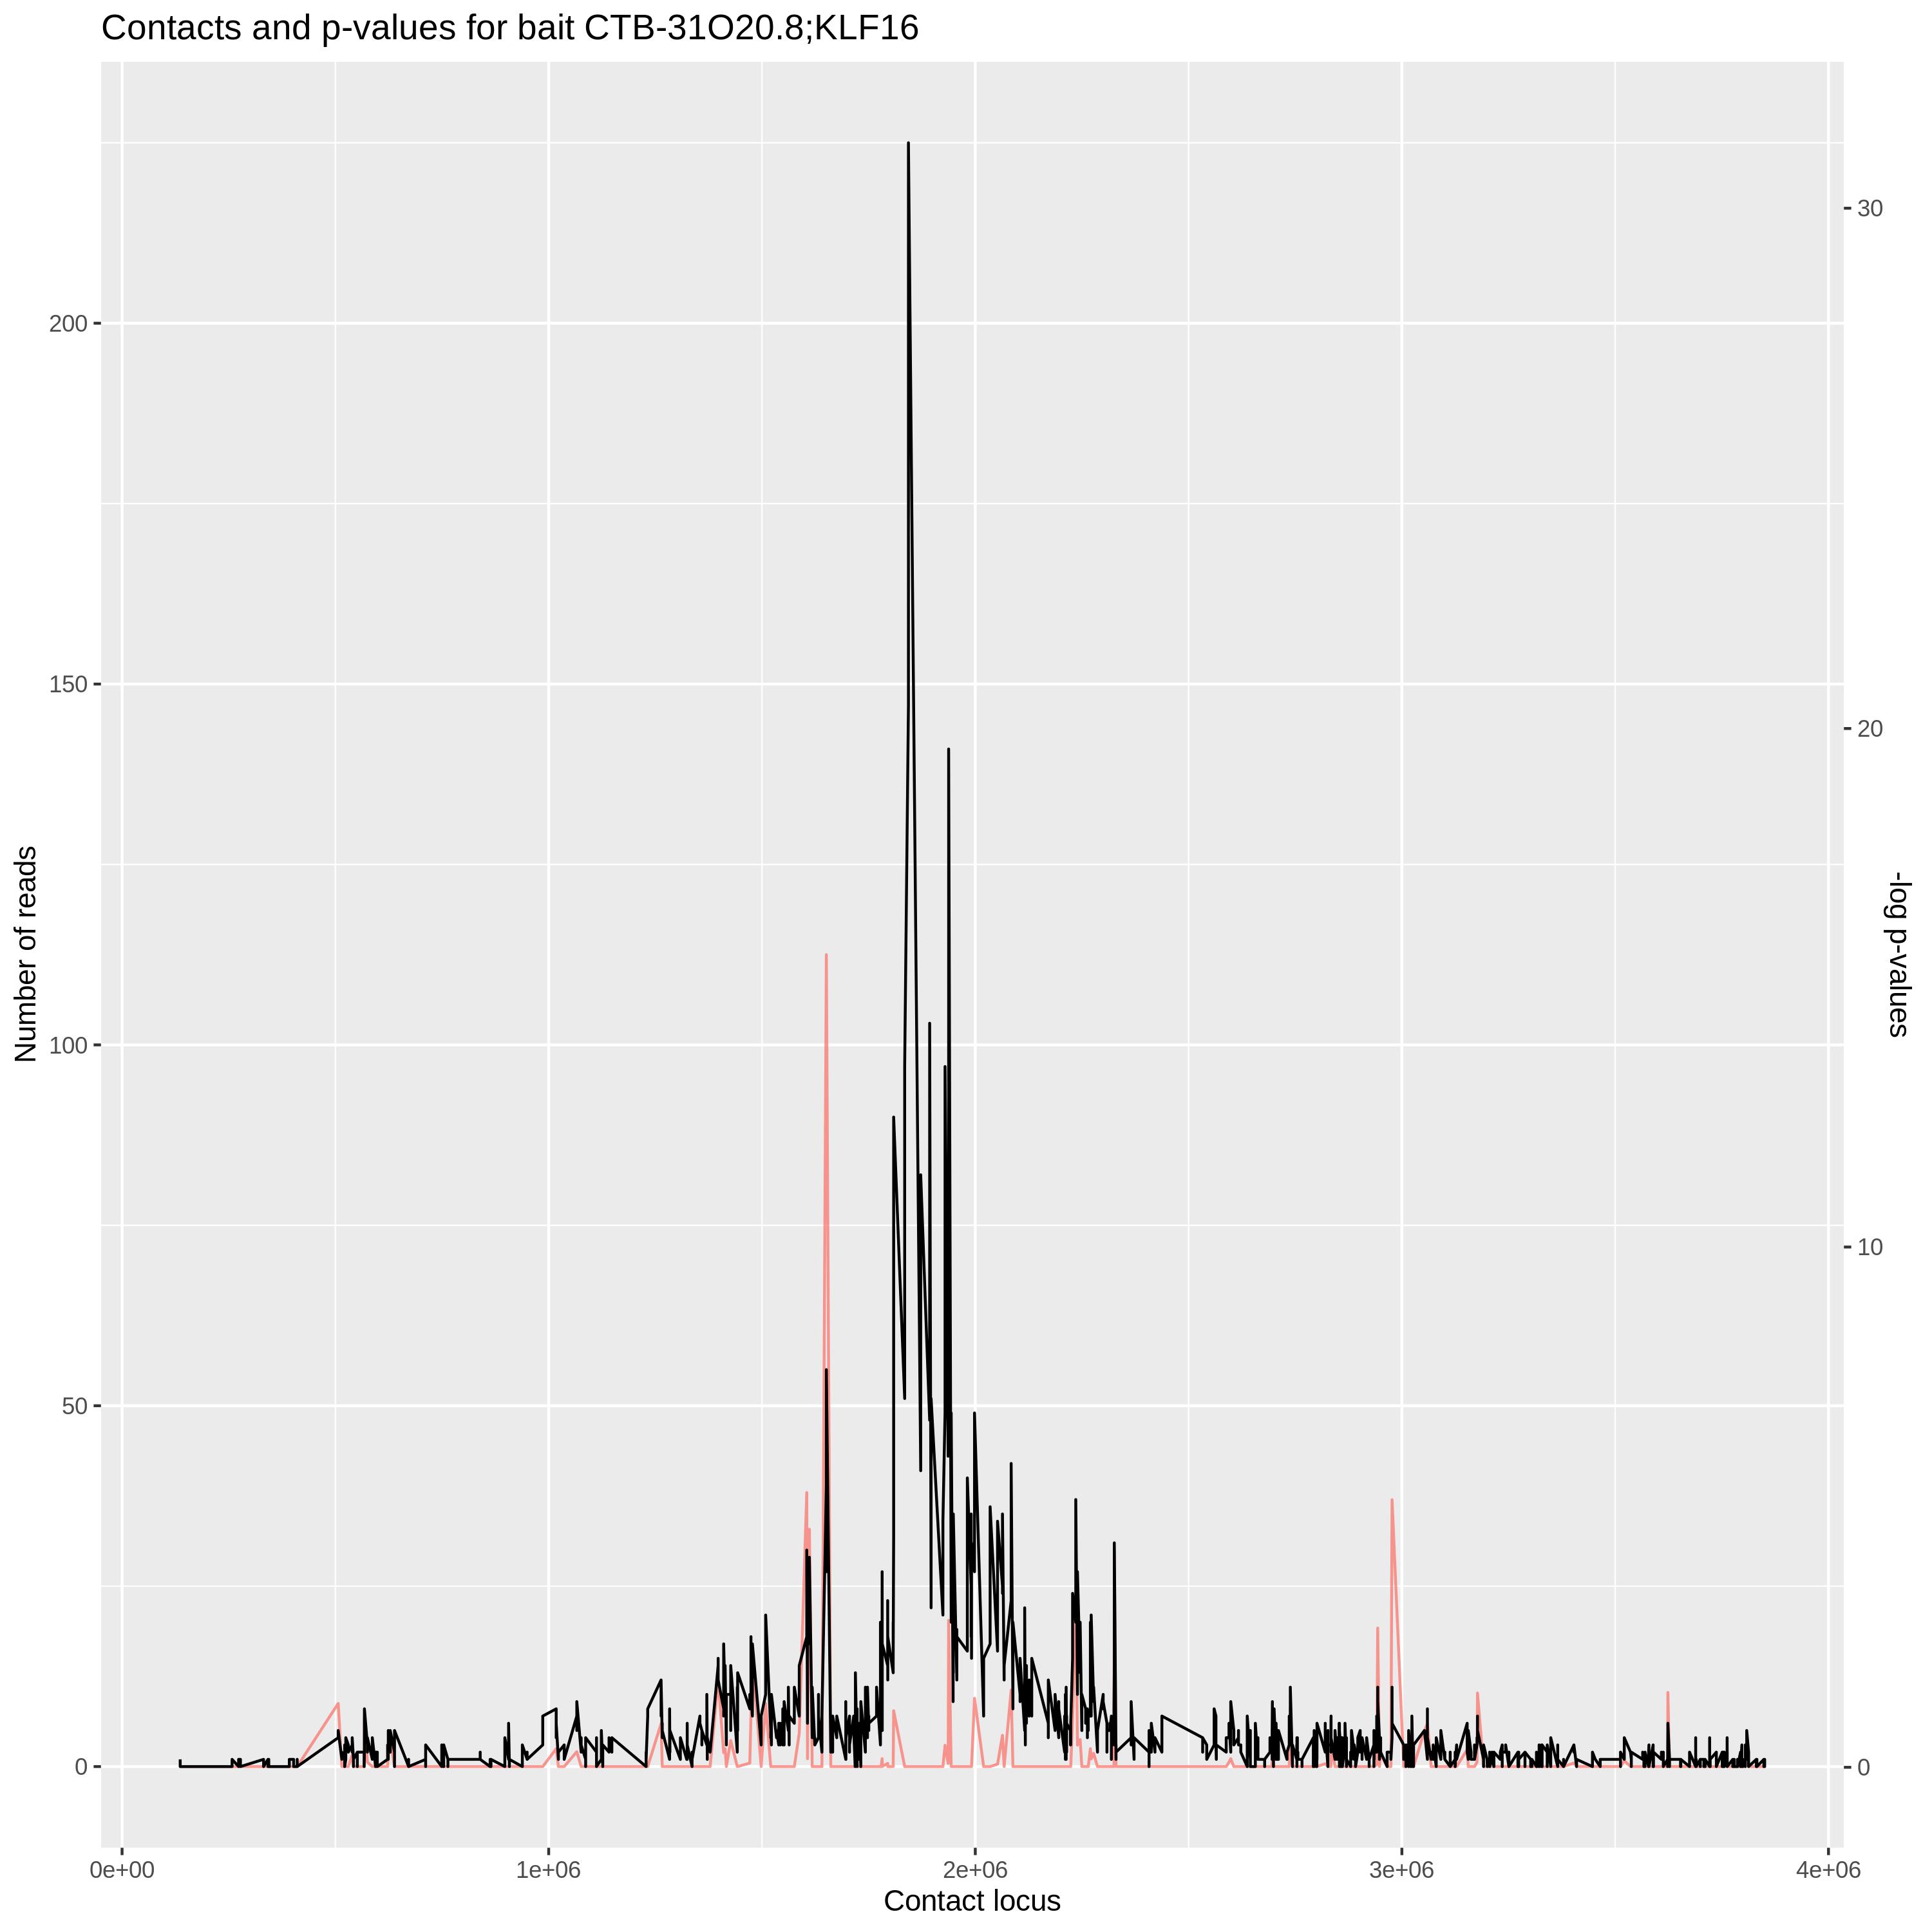 Contacts and p-values for bait CTB-31O20.8;KLF16
Number of reads
200
150
100
50
0
30
20
10
0
-log p-values
0e+00
1e+06
2e+06
3e+06
4e+06
Contact locus